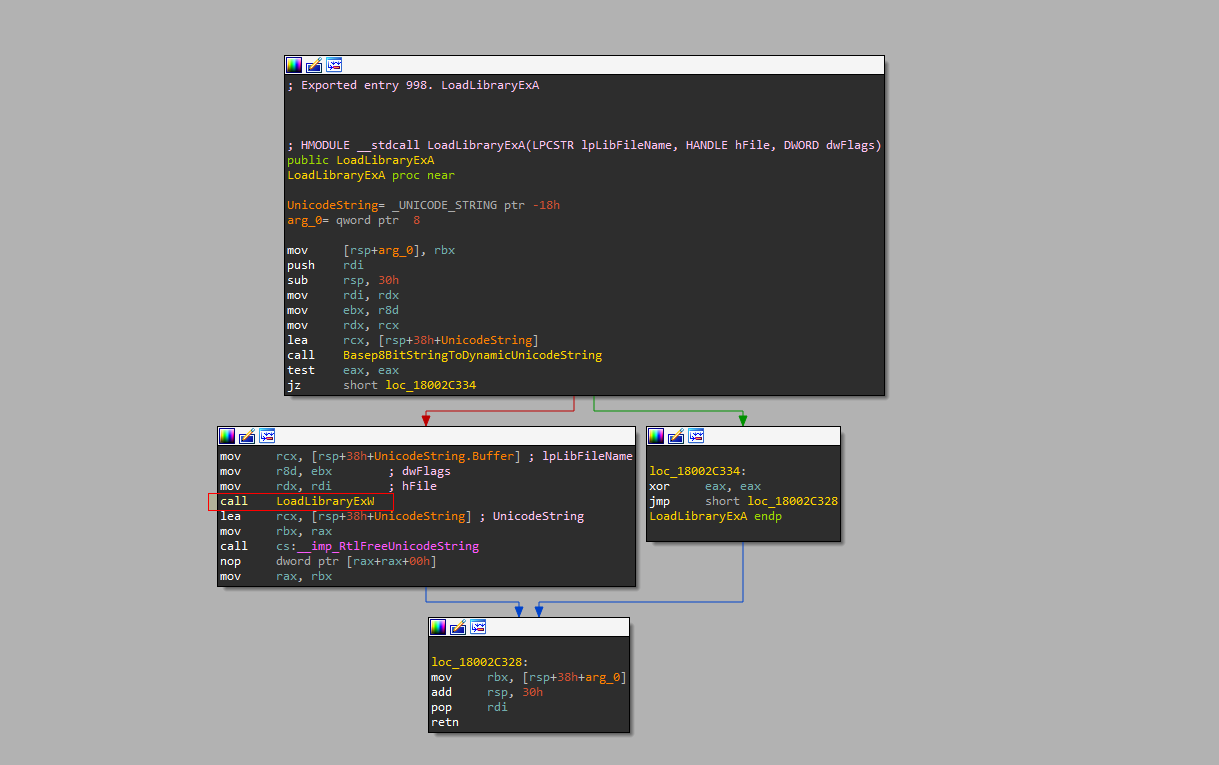 ; Exported entry 998. LoadLibraryExA
; HMODULE __stdcall LoadLibraryExA(LPCSTR lpLibFileName, HANDLE hFile, DWORD dwFlags)
public LoadLibraryExA
LoadLibraryExA proc near
UnicodeString= _UNICODE_STRING ptr -18h
arg_0= qword ptr  8
mov     [rsp+arg_0], rbx
push    rdi
sub     rsp, 30h
mov     rdi, rdx
mov     ebx, r8d
mov     rdx, rcx
lea     rcx, [rsp+38h+UnicodeString]
call    Basep8BitStringToDynamicUnicodeString
test    eax, eax
jz      short loc_18002C334
mov     rcx, [rsp+38h+UnicodeString.Buffer] ; lpLibFileName
mov     r8d, ebx        ; dwFlags
mov     rdx, rdi        ; hFile
call    LoadLibraryExW
lea     rcx, [rsp+38h+UnicodeString] ; UnicodeString
mov     rbx, rax
call    cs:__imp_RtlFreeUnicodeString
nop     dword ptr [rax+rax+00h]
mov     rax, rbx
loc_18002C334:
xor     eax, eax
jmp     short loc_18002C328
LoadLibraryExA endp
loc_18002C328:
mov     rbx, [rsp+38h+arg_0]
add     rsp, 30h
pop     rdi
retn